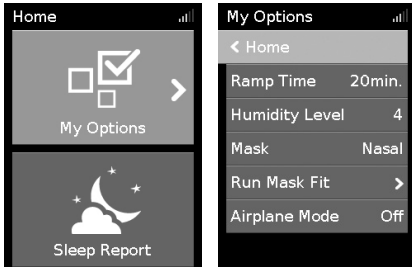 Home
My Options
Sleep Report
My Options
Home
Ramp Time 20min.
Humidity Level 4
Mask Nasal
Run Mask Fit
Airplane Mode Off